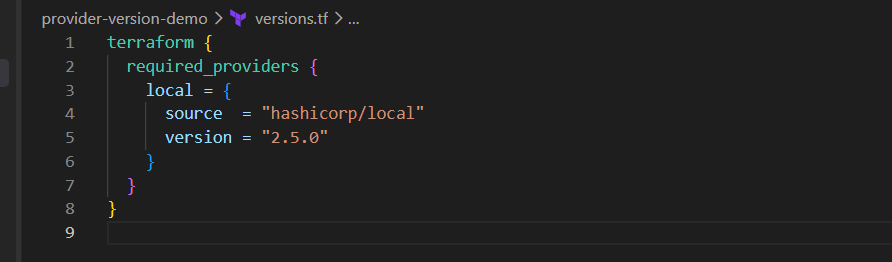 provider-version-demo > versions.tf > ...
1 terraform {
2   required_providers {
3     local = {
4       source  = "hashicorp/local"
5       version = "2.5.0"
6     }
7   }
8 }
9